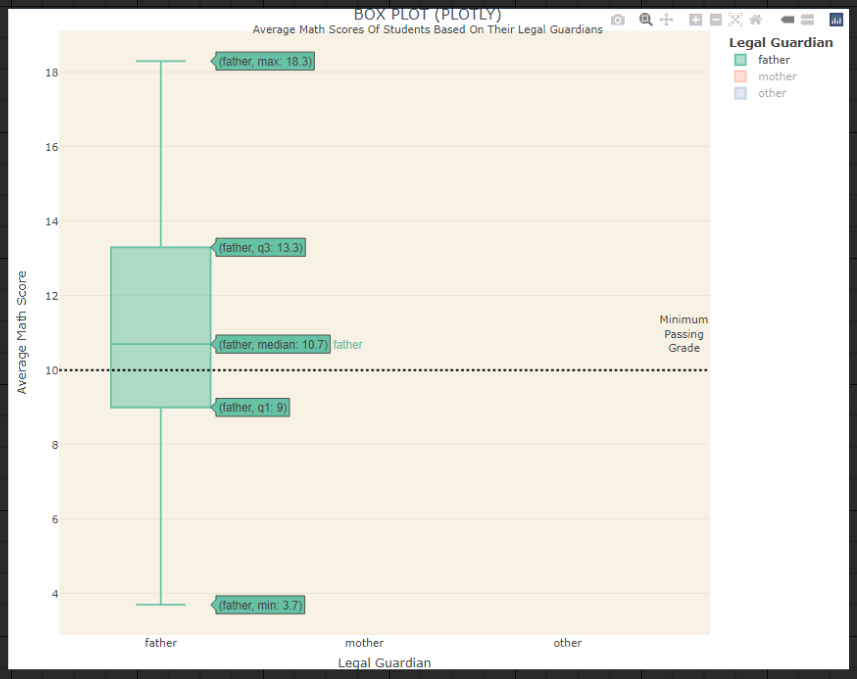 BOX PLOT (PLOTLY)
Average Math Scores Of Students Based On Their Legal Guardians
Legal Guardian
father
mother
other
18
16
14
12
10
8
6
4
Average Math Score
(father, max: 18.3)
(father, q3: 13.3)
(father, median: 10.7) father
(father, q1: 9)
(father, min: 3.7)
Minimum
Passing
Grade
father
mother
other
Legal Guardian